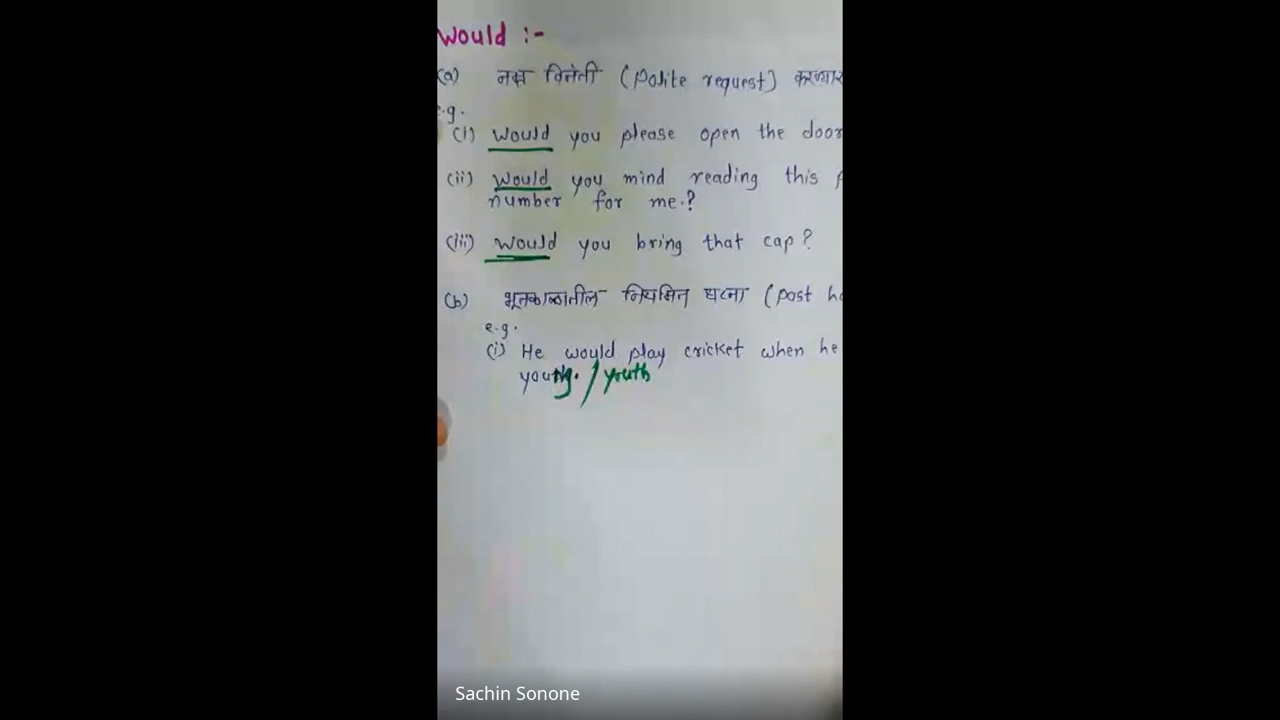 Would :-
(a) नम्र विनंती (Polite request)
e.g.
(i) Would you please open the door
(ii) Would you mind reading this
number for me.?
(iii) would you bring that cap?
(b) भूतकाळातील नियमित घटना (past
e.g.
(i) He would play cricket when he
young. / youth
Sachin Sonone